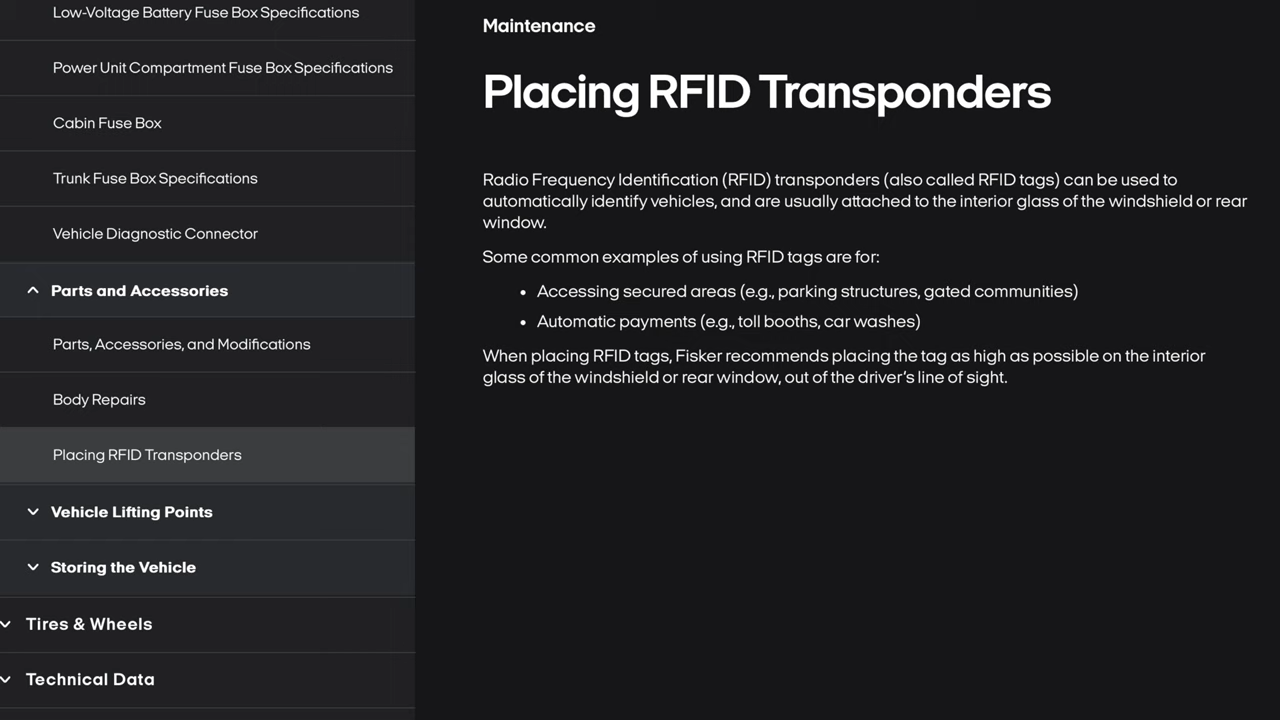 Low-Voltage Battery Fuse Box Specifications
Power Unit Compartment Fuse Box Specifications
Cabin Fuse Box
Trunk Fuse Box Specifications
Vehicle Diagnostic Connector
Parts and Accessories
Parts, Accessories, and Modifications
Body Repairs
Placing RFID Transponders
Vehicle Lifting Points
Storing the Vehicle
Tires & Wheels
Technical Data
Maintenance
Placing RFID Transponders
Radio Frequency Identification (RFID) transponders (also called RFID tags) can be used to
automatically identify vehicles, and are usually attached to the interior glass of the windshield or rear
window.
Some common examples of using RFID tags are for:
• Accessing secured areas (e.g., parking structures, gated communities)
• Automatic payments (e.g., toll booths, car washes)
When placing RFID tags, Fisker recommends placing the tag as high as possible on the interior
glass of the windshield or rear window, out of the driver's line of sight.